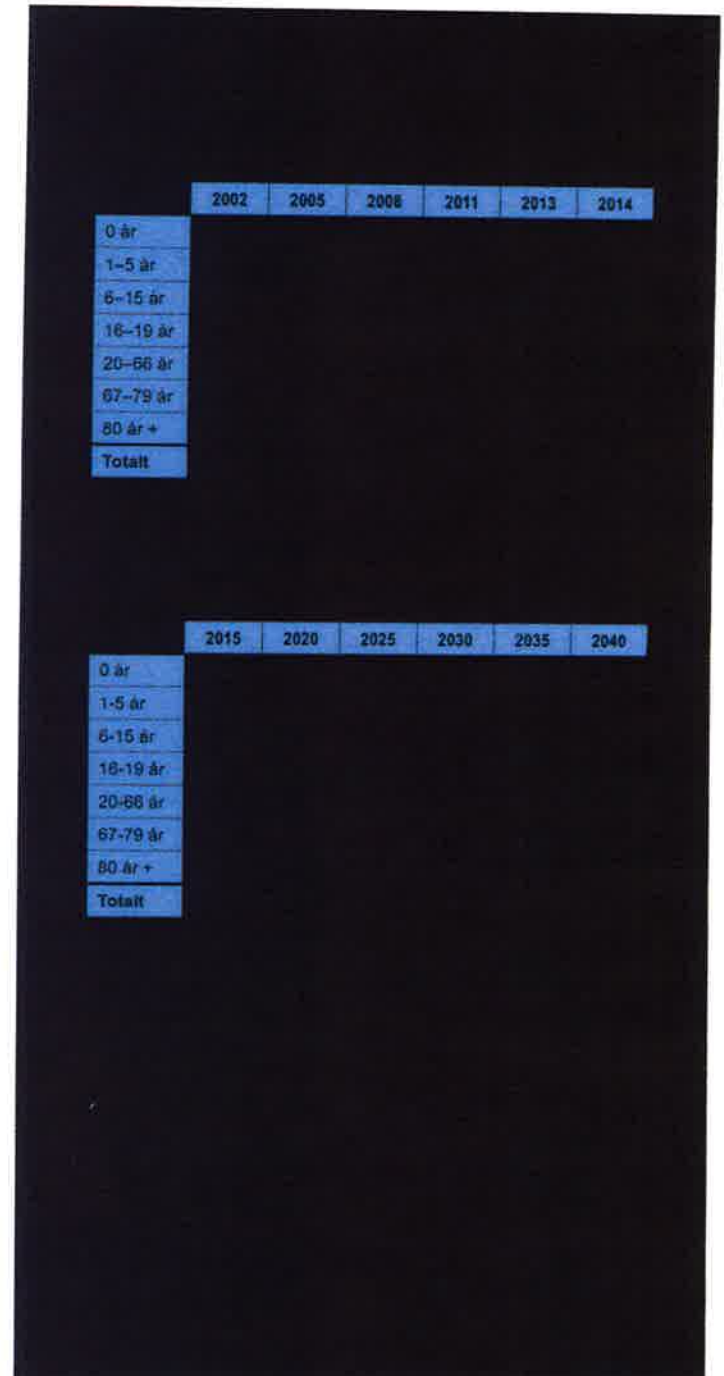 2002 2005 2008 2011 2013 2014
0 år
1–5 år
6–15 år
16–19 år
20–66 år
67–79 år
80 år +
Totalt
2015 2020 2025 2030 2035 2040
0 år
1-5 år
6-15 år
16-19 år
20-66 år
67-79 år
80 år +
Totalt